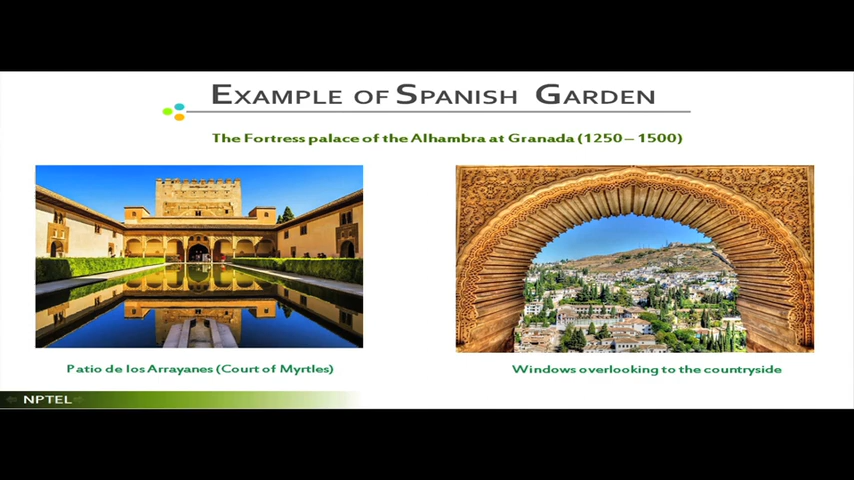 EXAMPLE OF SPANISH GARDEN
The Fortress palace of the Alhambra at Granada (1250 – 1500)
Patio de los Arrayanes (Court of Myrtles)
Windows overlooking to the countryside
NPTEL